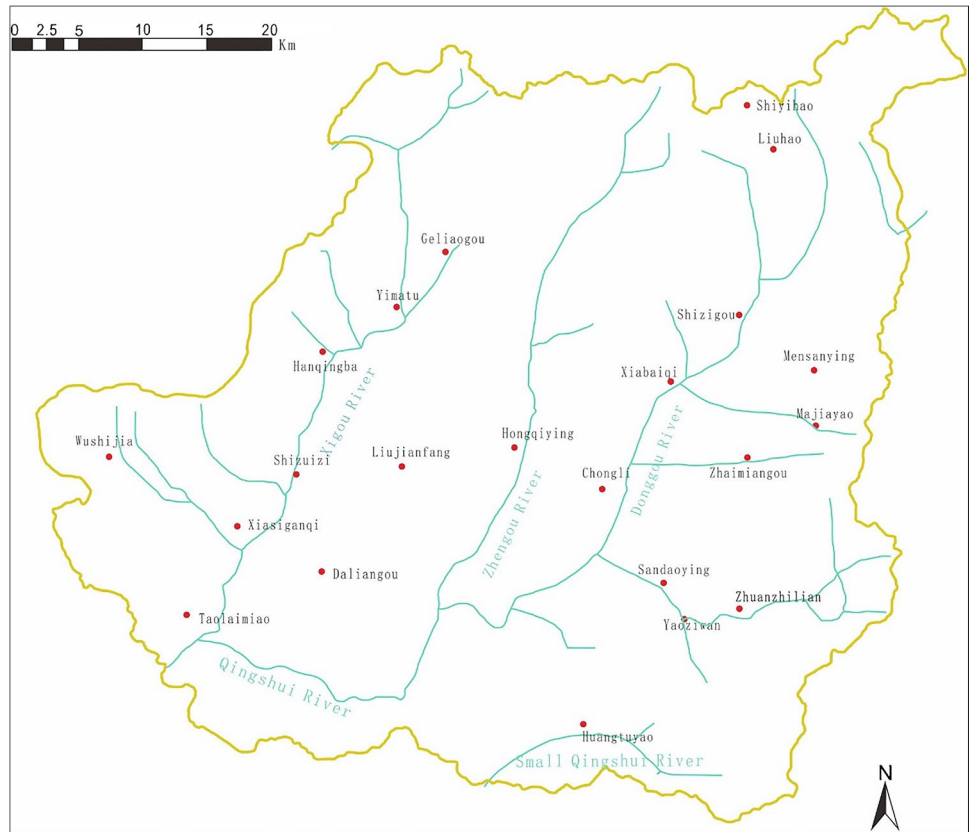 0 2.5 5 10 15 20
Km
Shiyihao
Liuhao
Geliaogou
Yimatu
Shizigou
Hanqingba
Xiabaiqi
Mensanying
Xigou River
Majiayao
Wushijia
Shizuizi
Liujianfang
Hongqiying
Chongli
Donggou River
Zhaimiangou
Zhengou River
Xiasiganqi
Daliangou
Sandaoying
Zhuanzhilian
Taolaimiao
Yaoziwan
Qingshui River
Huangtuyao
Small Qingshui River
N